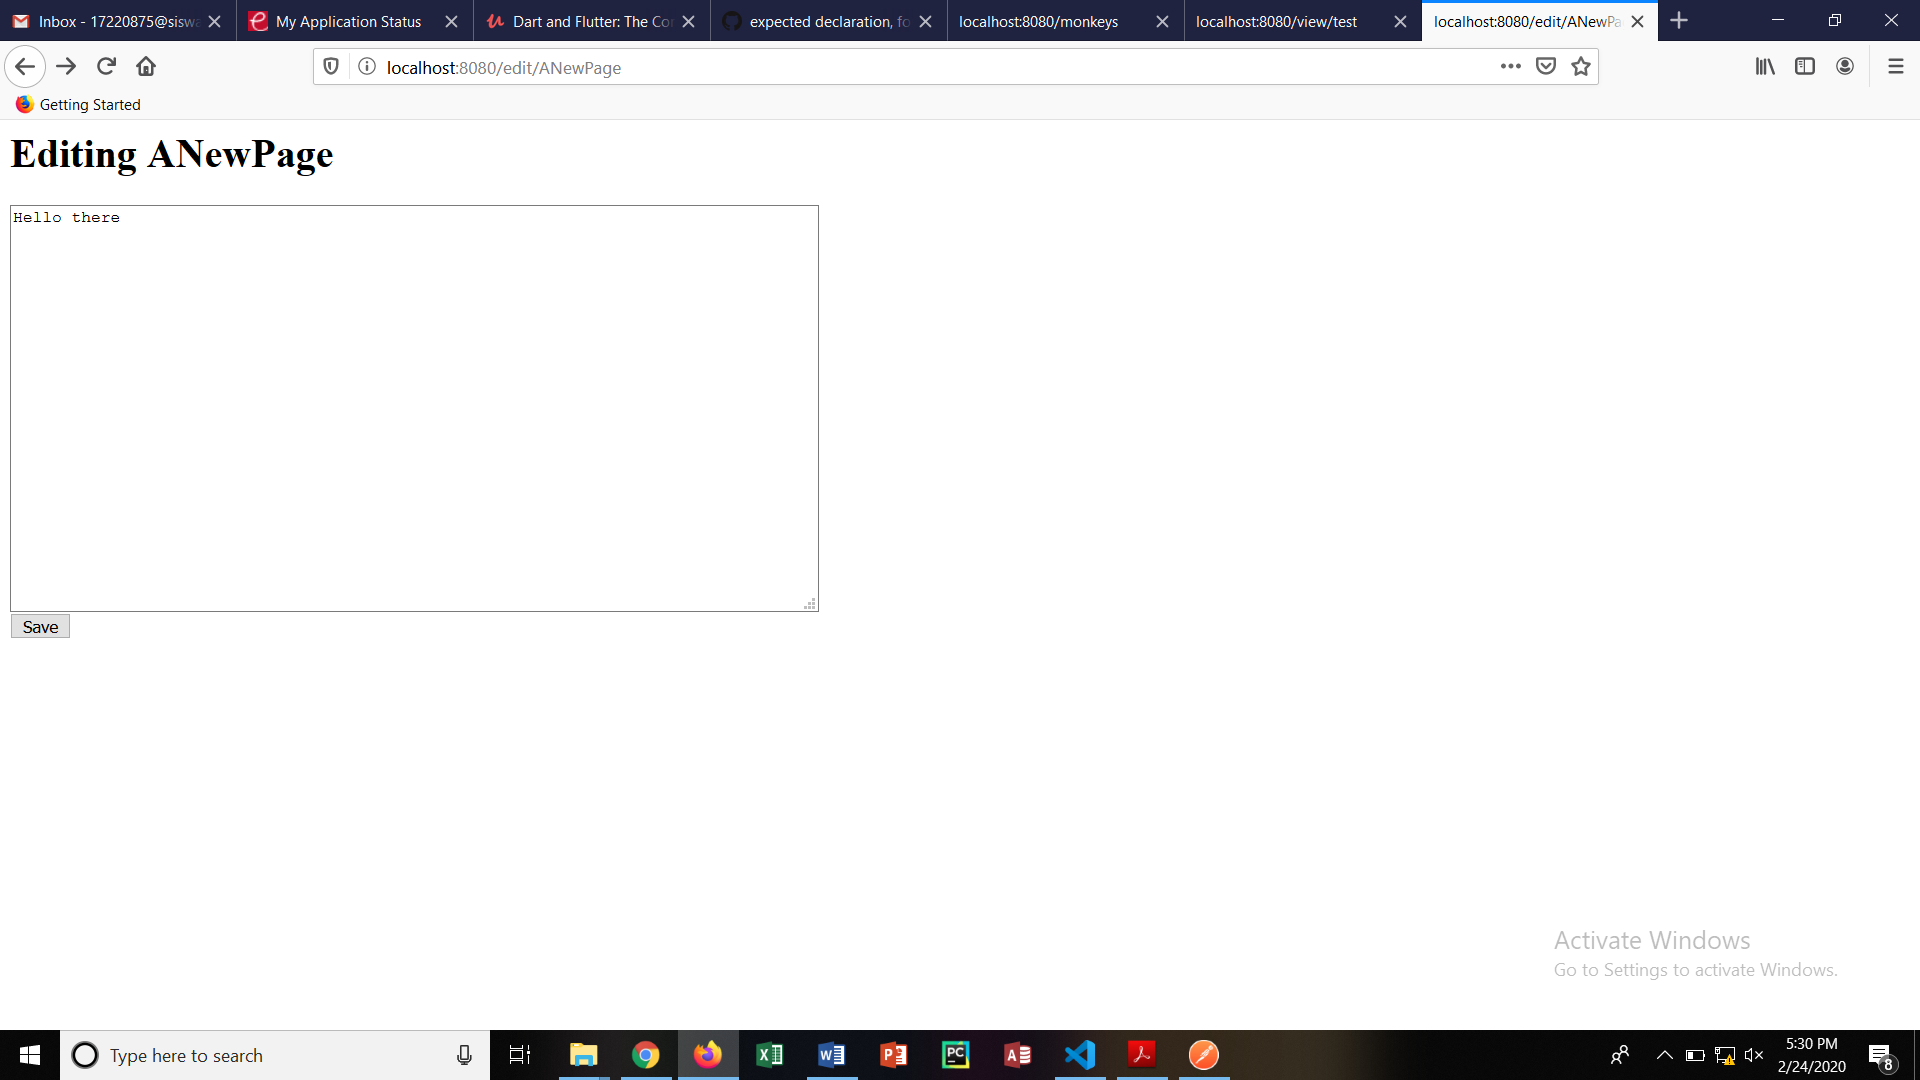 Inbox - 17220875@siswa
My Application Status
Dart and Flutter: The Co
expected declaration, fo
localhost:8080/monkeys
localhost:8080/view/test
localhost:8080/edit/ANewPa
localhost:8080/edit/ANewPage
Getting Started
Editing ANewPage
Hello there
Save
Activate Windows
Go to Settings to activate Windows.
Type here to search
5:30 PM
2/24/2020
8